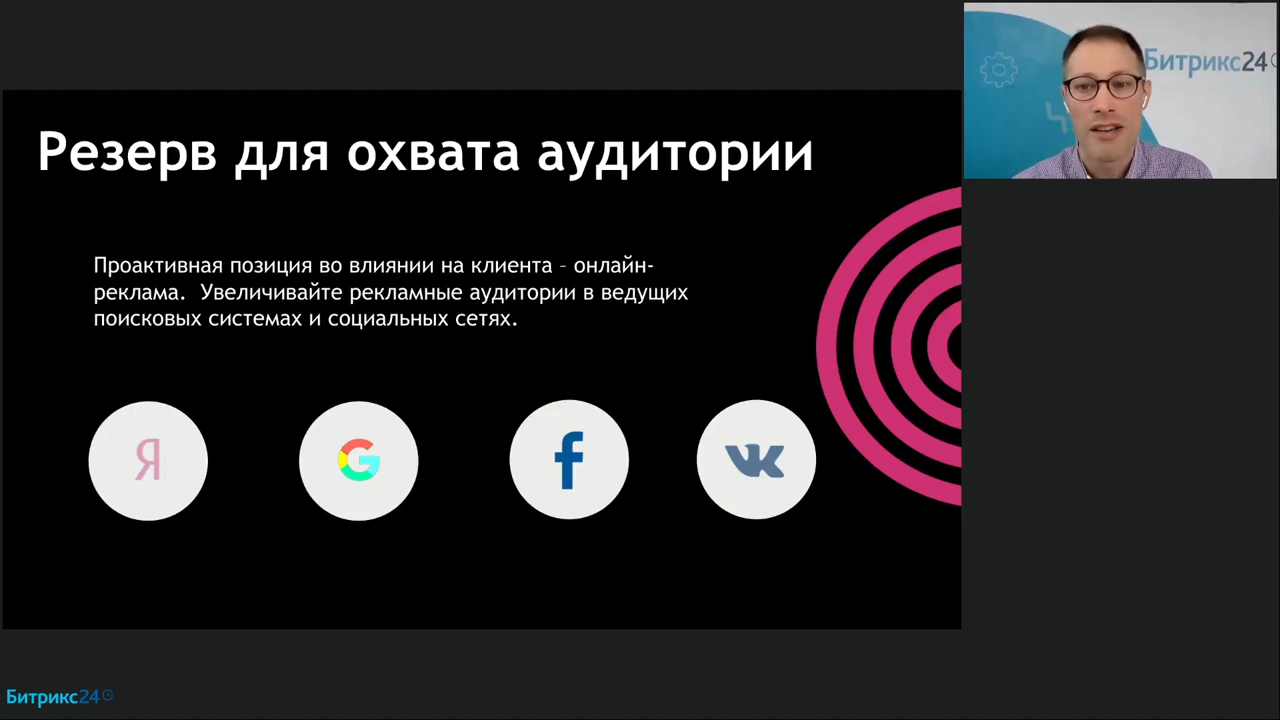 Резерв для охвата аудитории
Проактивная позиция во влиянии на клиента – онлайн-
реклама.  Увеличивайте рекламные аудитории в ведущих
поисковых системах и социальных сетях.
Я
G
f
VK
Битрикс24
Битрикс24